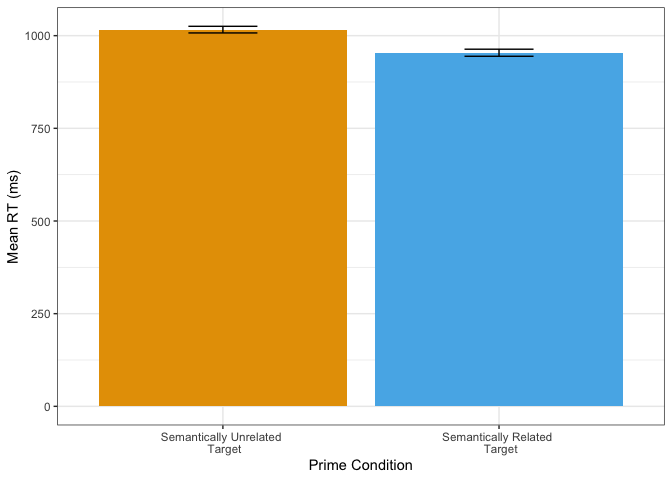 1000
750
500
250
0
Mean RT (ms)
Semantically Unrelated
Target
Semantically Related
Target
Prime Condition